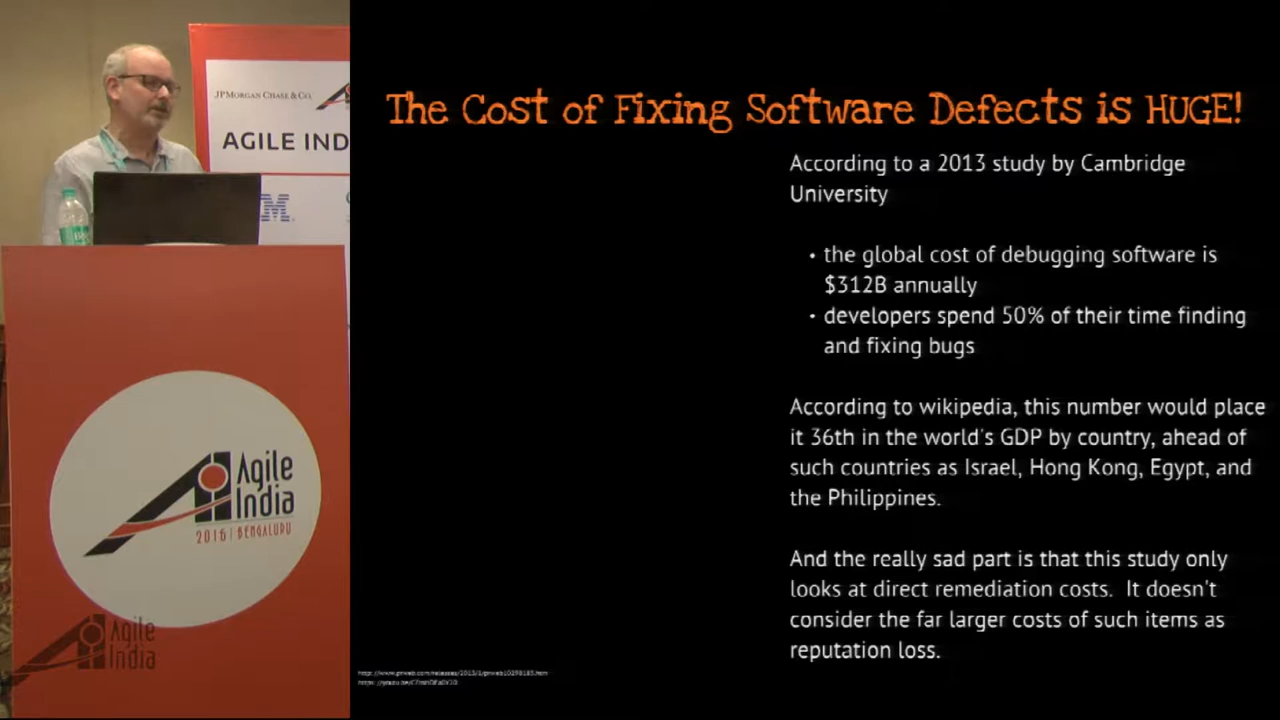 JPMORGAN CHASE & CO.
AGILE IND
M.
Agile
India
2016 | BENGALURU
Agile
India
The Cost of Fixing Software Defects is HUGE!
According to a 2013 study by Cambridge
University
• the global cost of debugging software is
$312B annually
• developers spend 50% of their time finding
and fixing bugs
According to wikipedia, this number would place
it 36th in the world's GDP by country, ahead of
such countries as Israel, Hong Kong, Egypt, and
the Philippines.
And the really sad part is that this study only
looks at direct remediation costs. It doesn't
consider the far larger costs of such items as
reputation loss.